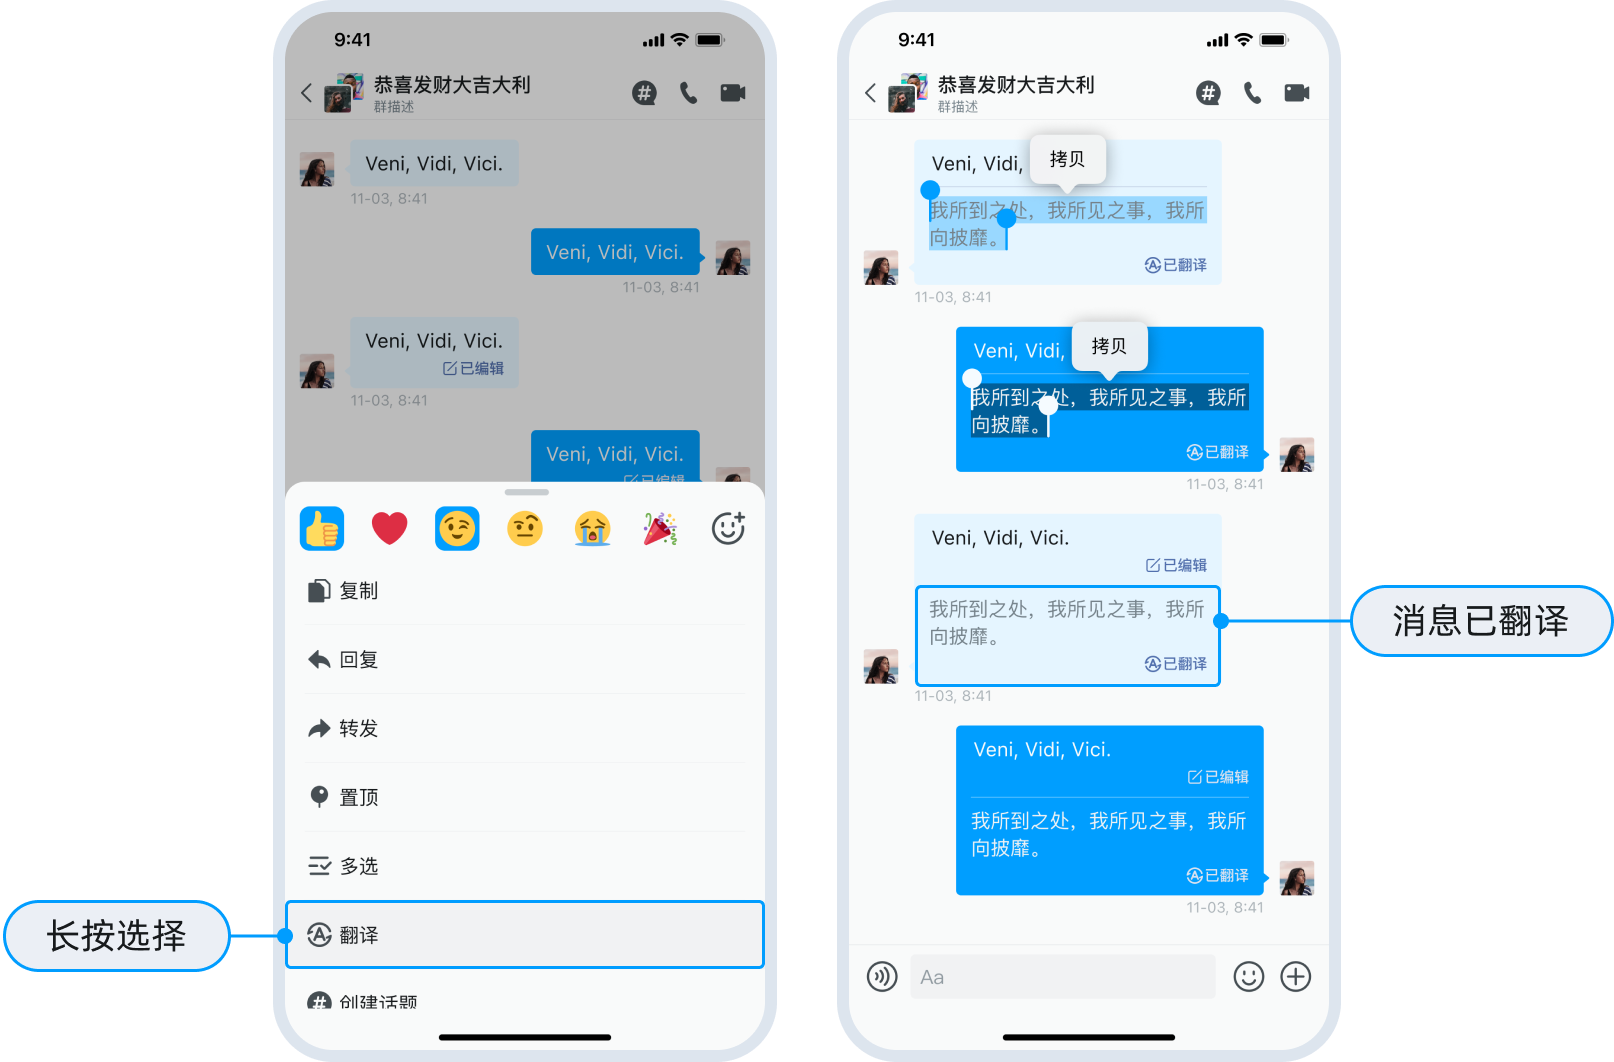 9:41
恭喜发财大吉大利
群描述
Veni, Vidi, Vici.
11-03, 8:41
Veni, Vidi, Vici.
11-03, 8:41
Veni, Vidi, Vici.
已编辑
11-03, 8:41
Veni, Vidi, Vici.
已编辑
复制
回复
转发
置顶
多选
长按选择
翻译
创建话题
9:41
恭喜发财大吉大利
群描述
Veni, Vidi,
拷贝
我所到之处，我所见之事，我所
向披靡。
已翻译
11-03, 8:41
Veni, Vidi,
拷贝
我所到之处，我所见之事，我所
向披靡。
已翻译
11-03, 8:41
Veni, Vidi, Vici.
已编辑
我所到之处，我所见之事，我所
向披靡。
已翻译
消息已翻译
11-03, 8:41
Veni, Vidi, Vici.
已编辑
我所到之处，我所见之事，我所
向披靡。
已翻译
11-03, 8:41
Aa